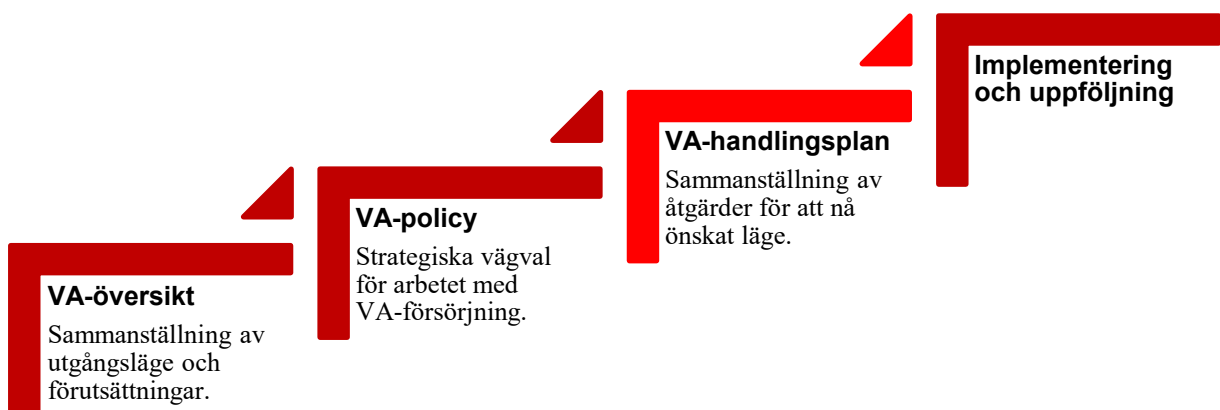 VA-översikt
Sammanställning av
utgångsläge och
förutsättningar.
VA-policy
Strategiska vägval
för arbetet med
VA-försörjning.
VA-handlingsplan
Sammanställning av
åtgärder för att nå
önskat läge.
Implementering
och uppföljning